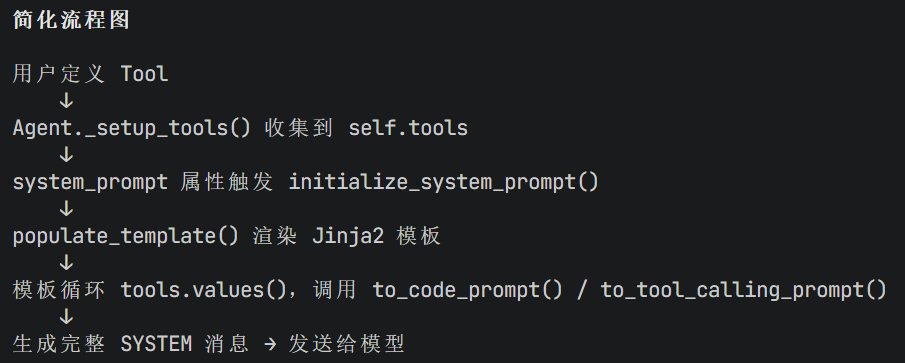 简化流程图
用户定义 Tool
↓
Agent._setup_tools() 收集到 self.tools
↓
system_prompt 属性触发 initialize_system_prompt()
↓
populate_template() 渲染 Jinja2 模板
↓
模板循环 tools.values()，调用 to_code_prompt() / to_tool_calling_prompt()
↓
生成完整 SYSTEM 消息 → 发送给模型